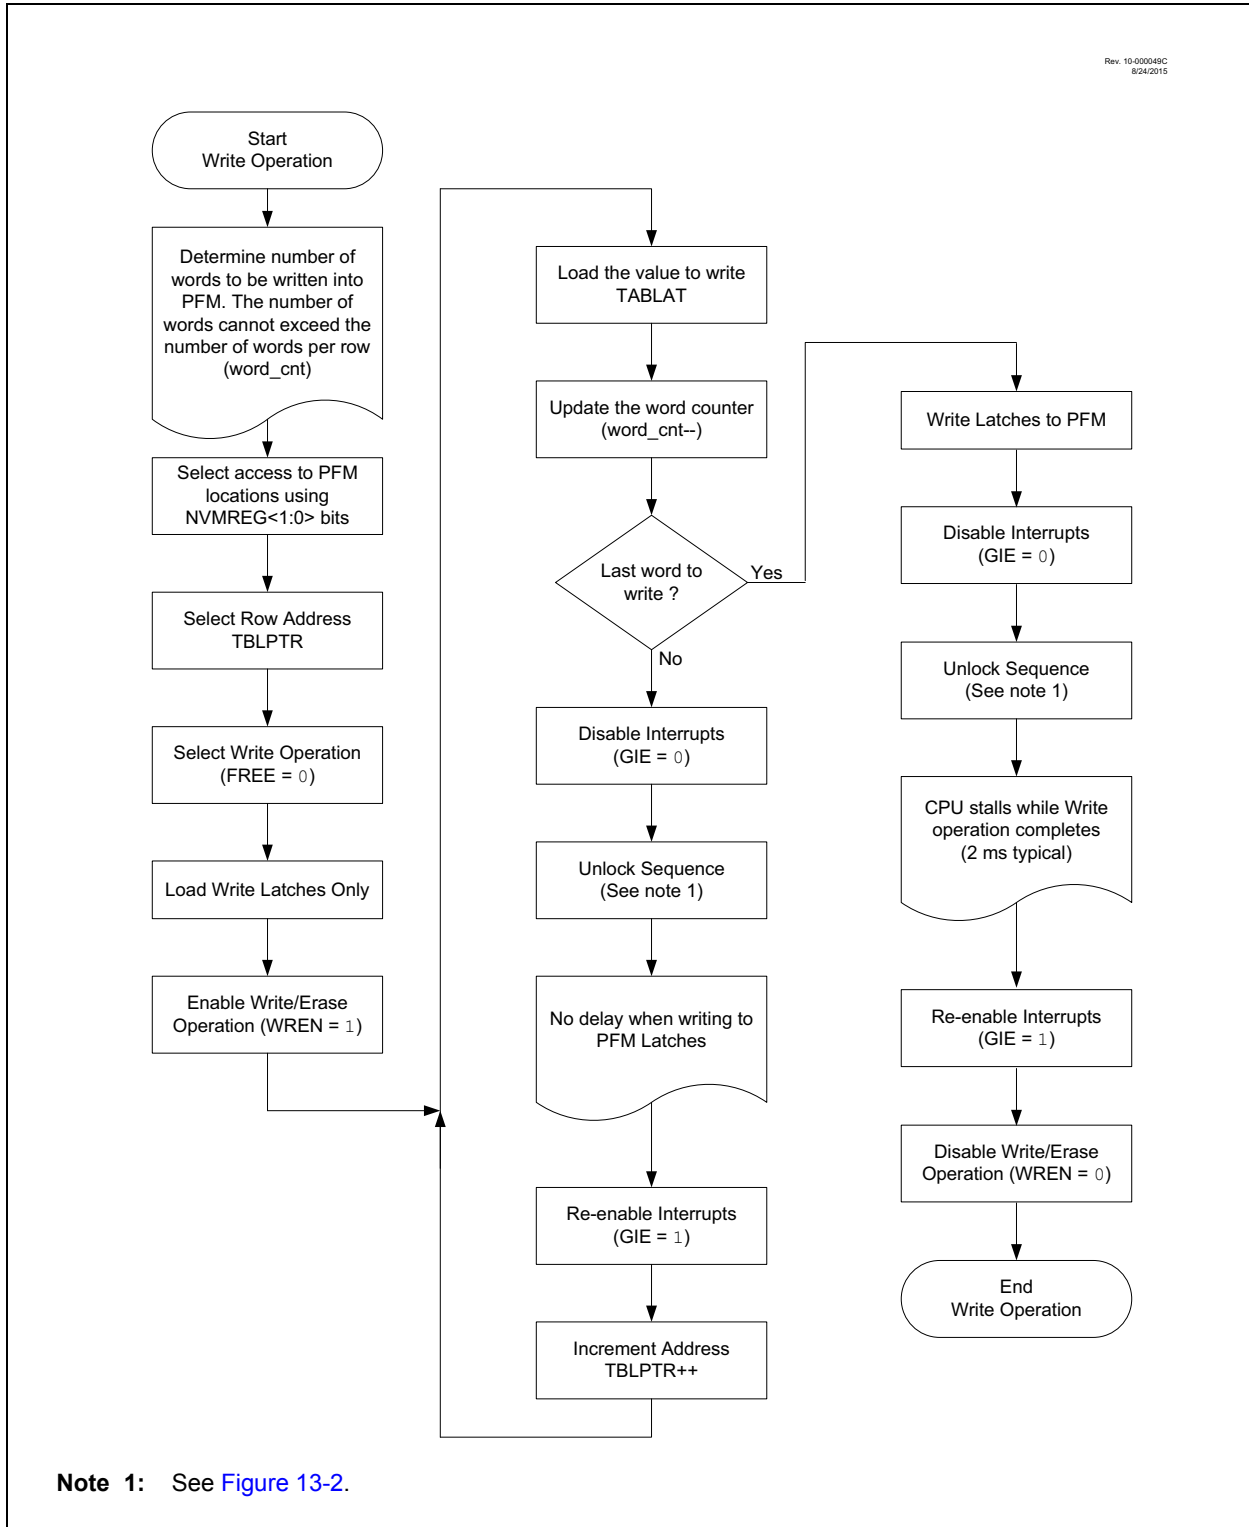 Rev. 10-000049C
8/24/2015
Start
Write Operation
Determine number of
words to be written into
PFM. The number of
words cannot exceed the
number of words per row
(word_cnt)
Select access to PFM
locations using
NVMREG<1:0> bits
Select Row Address
TBLPTR
Select Write Operation
(FREE = 0)
Load Write Latches Only
Enable Write/Erase
Operation (WREN = 1)
Load the value to write
TABLAT
Update the word counter
(word_cnt--)
Last word to
write ?
Yes
No
Disable Interrupts
(GIE = 0)
Unlock Sequence
(See note 1)
No delay when writing to
PFM Latches
Re-enable Interrupts
(GIE = 1)
Increment Address
TBLPTR++
Write Latches to PFM
Disable Interrupts
(GIE = 0)
Unlock Sequence
(See note 1)
CPU stalls while Write
operation completes
(2 ms typical)
Re-enable Interrupts
(GIE = 1)
Disable Write/Erase
Operation (WREN = 0)
End
Write Operation
Note 1: See Figure 13-2.